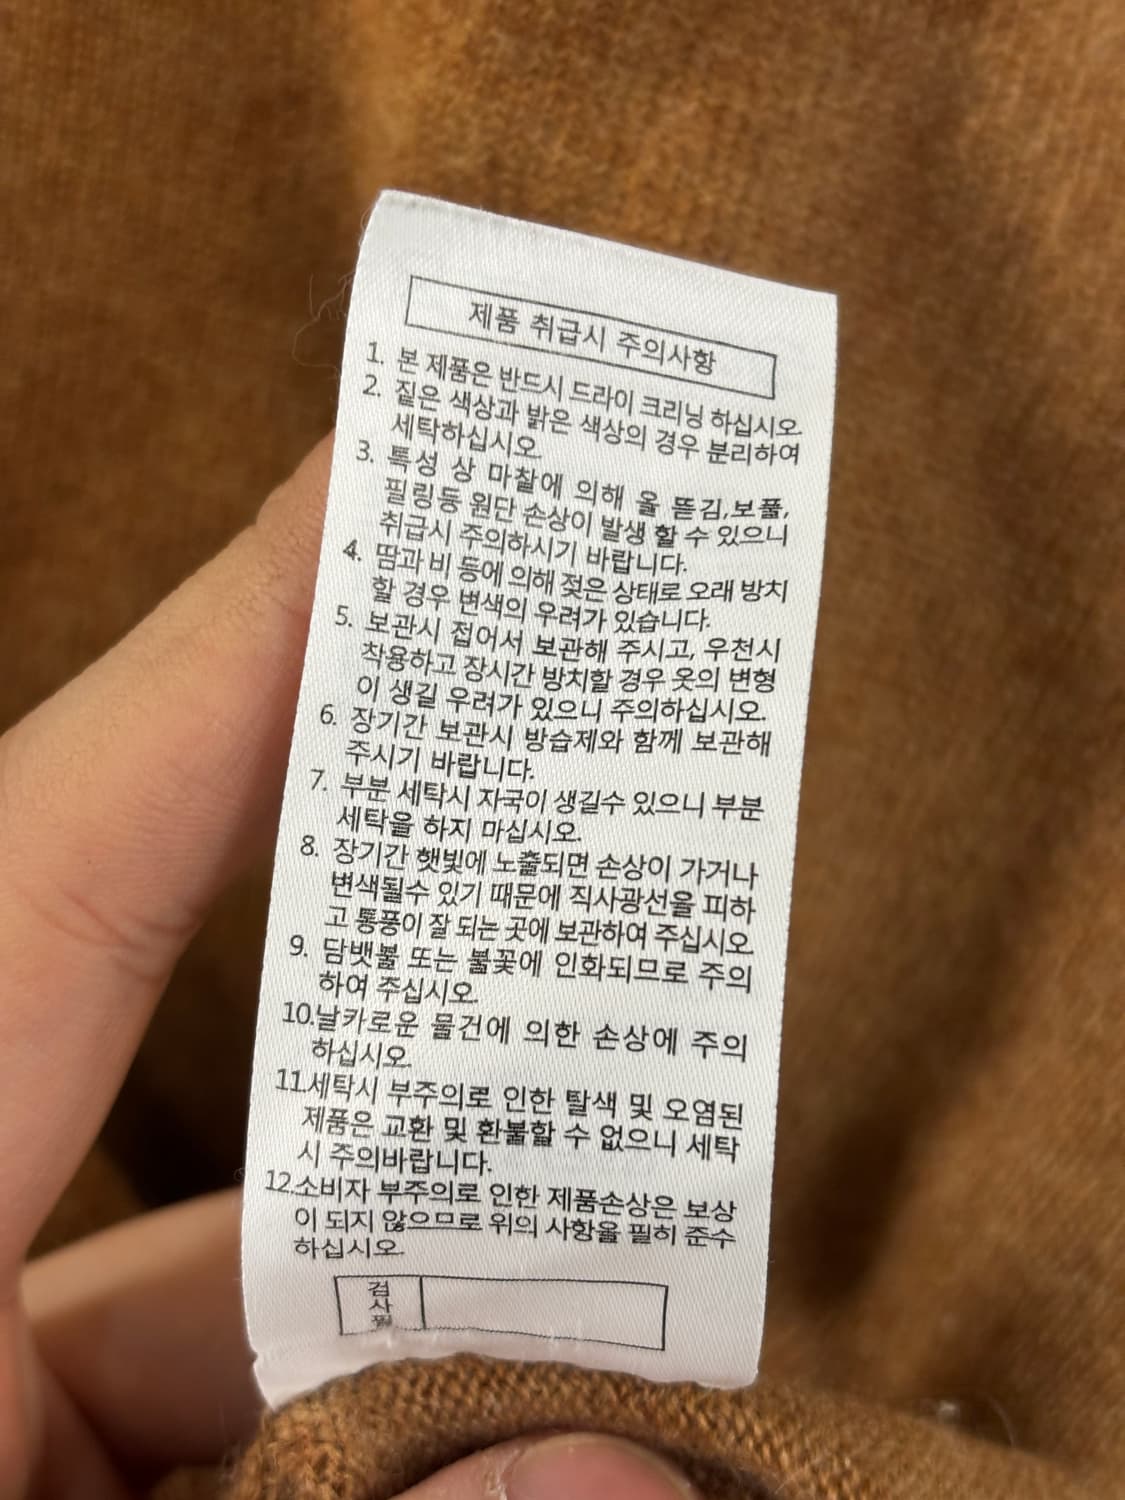 제품 취급시 주의사항
1. 본 제품은 반드시 드라이 크리닝 하십시오.
2. 짙은 색상과 밝은 색상의 경우 분리하여
세탁하십시오.
3. 특성 상 마찰에 의해 올 뜯김,보풀,
필링등 원단 손상이 발생 할 수 있으니
취급시 주의하시기 바랍니다.
4. 땀과 비 등에 의해 젖은 상태로 오래 방치
할 경우 변색의 우려가 있습니다.
5. 보관시 접어서 보관해 주시고, 우천시
착용하고 장시간 방치할 경우 옷의 변형
이 생길 우려가 있으니 주의하십시오.
6. 장기간 보관시 방습제와 함께 보관해
주시기 바랍니다.
7. 부분 세탁시 자국이 생길수 있으니 부분
세탁을 하지 마십시오.
8. 장기간 햇빛에 노출되면 손상이 가거나
변색될수 있기 때문에 직사광선을 피하
고 통풍이 잘 되는 곳에 보관하여 주십시오.
9. 담뱃불 또는 불꽃에 인화되므로 주의
하여 주십시오.
10.날카로운 물건에 의한 손상에 주의
하십시오.
11.세탁시 부주의로 인한 탈색 및 오염된
제품은 교환 및 환불할 수 없으니 세탁
시 주의바랍니다.
12.소비자 부주의로 인한 제품손상은 보상
이 되지 않으므로 위의 사항을 필히 준수
하십시오.
검사필